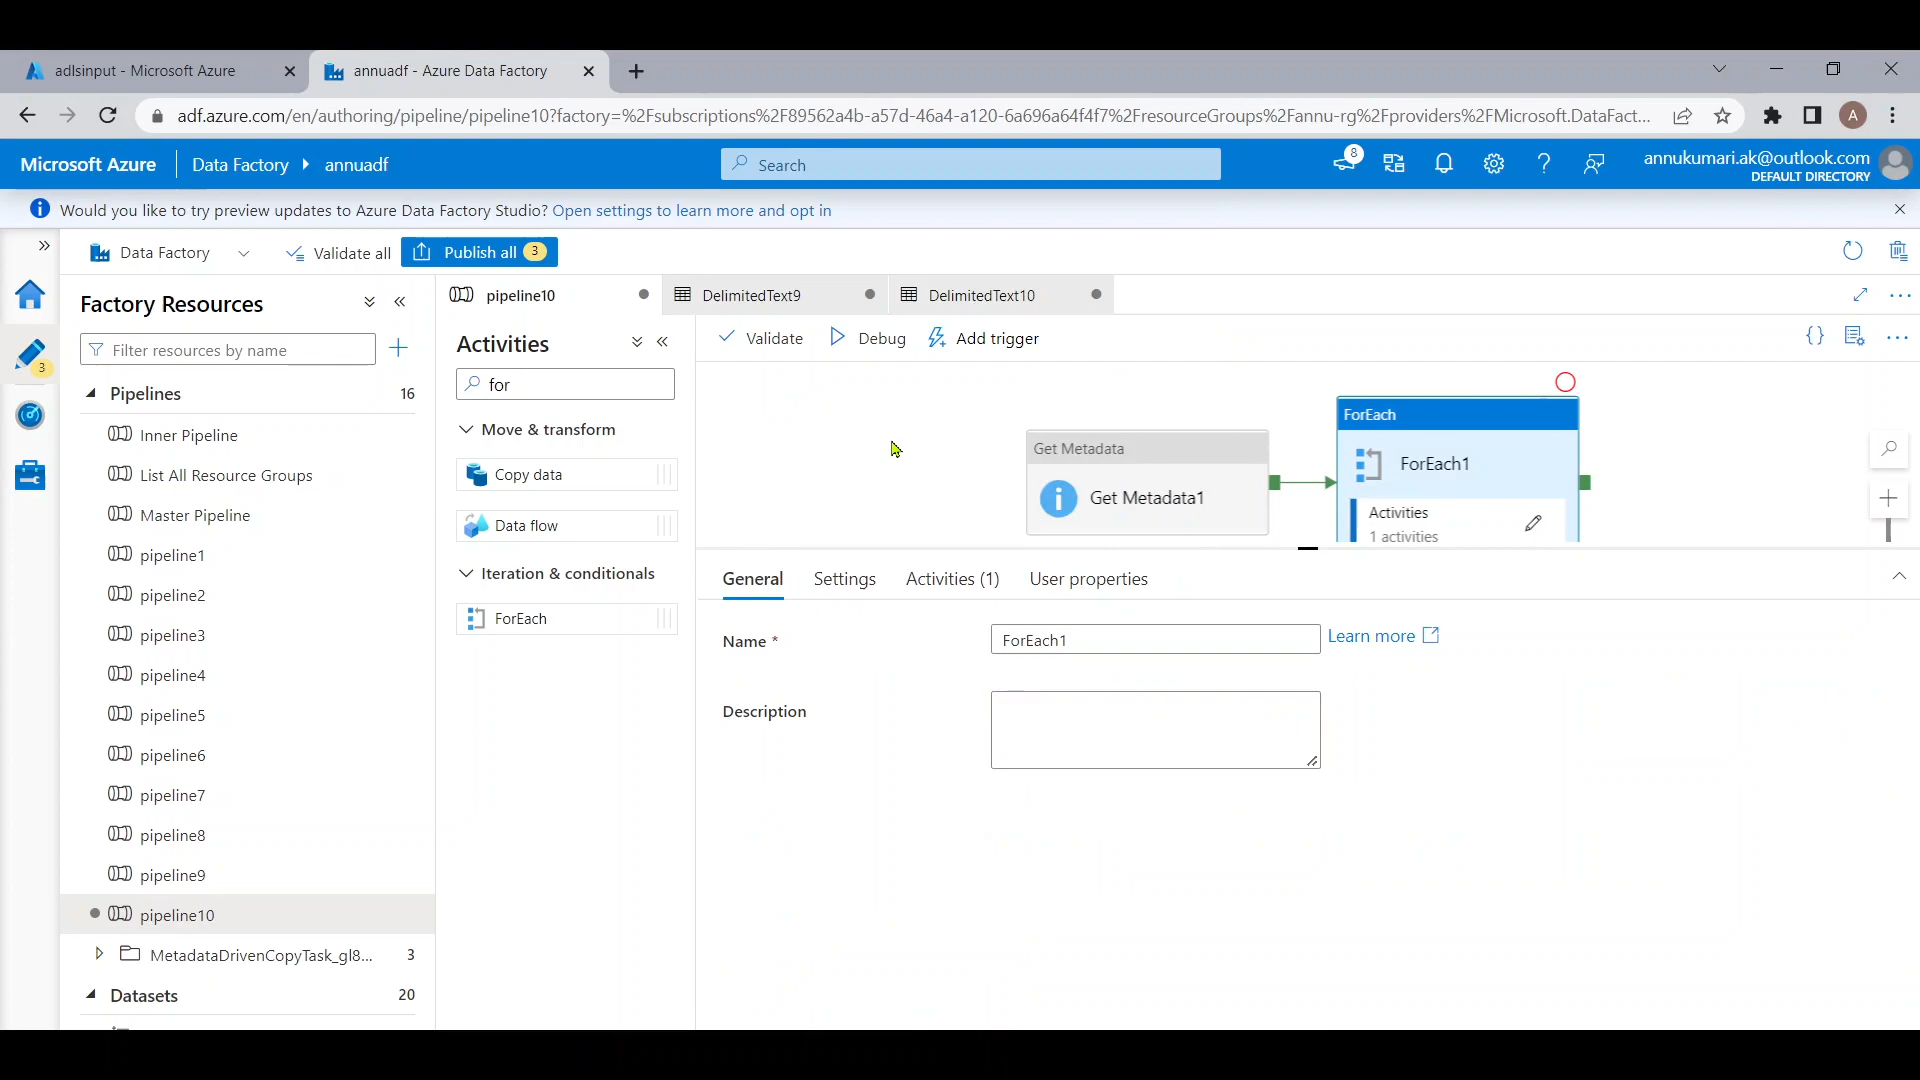 adlsinput - Microsoft Azure
annuadf - Azure Data Factory
adf.azure.com/en/authoring/pipeline/pipeline10?factory=%2Fsubscriptions%2F89562a4b-a57d-46a4-a120-6a696a64f4f7%2FresourceGroups%2Fannu-rg%2Fproviders%2FMicrosoft.DataFact...
A
Microsoft Azure
Data Factory
annuadf
Search
8
annukumari.ak@outlook.com
DEFAULT DIRECTORY
Would you like to try preview updates to Azure Data Factory Studio? Open settings to learn more and opt in
Data Factory
Validate all
Publish all 3
3
Factory Resources
Filter resources by name
Pipelines 16
Inner Pipeline
List All Resource Groups
Master Pipeline
pipeline1
pipeline2
pipeline3
pipeline4
pipeline5
pipeline6
pipeline7
pipeline8
pipeline9
pipeline10
MetadataDrivenCopyTask_gl8... 3
Datasets 20
pipeline10
DelimitedText9
DelimitedText10
Activities
for
Move & transform
Copy data
Data flow
Iteration & conditionals
ForEach
Validate
Debug
Add trigger
Get Metadata
Get Metadata1
ForEach
ForEach1
Activities
1 activities
General
Settings
Activities (1)
User properties
Name *
ForEach1
Learn more
Description